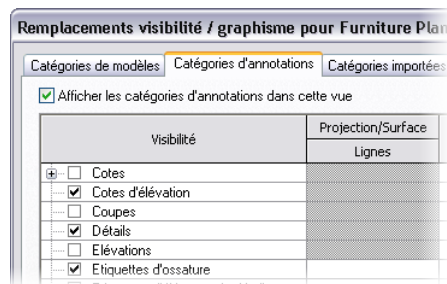 Remplacements visibilité / graphisme pour Furniture Plan
Catégories de modèles Catégories d'annotations Catégories importées
Afficher les catégories d'annotations dans cette vue
Visibilité Projection/Surface
Lignes
Cotes
Cotes d'élévation
Coupes
Détails
Elévations
Etiquettes d'ossature